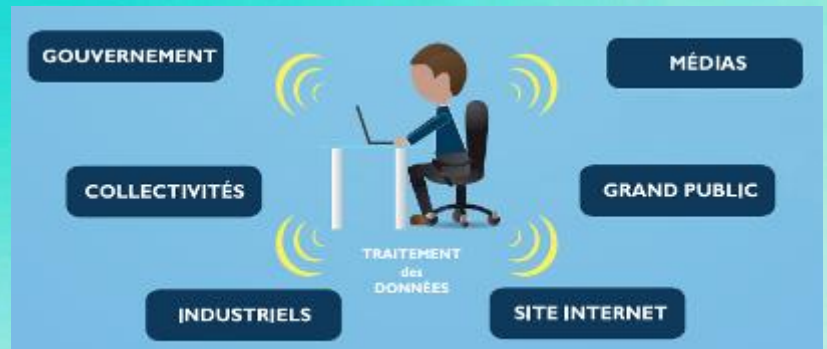 GOUVERNEMENT
MÉDIAS
COLLECTIVITÉS
GRAND PUBLIC
TRAITEMENT
des
DONNÉES
INDUSTRIELS
SITE INTERNET